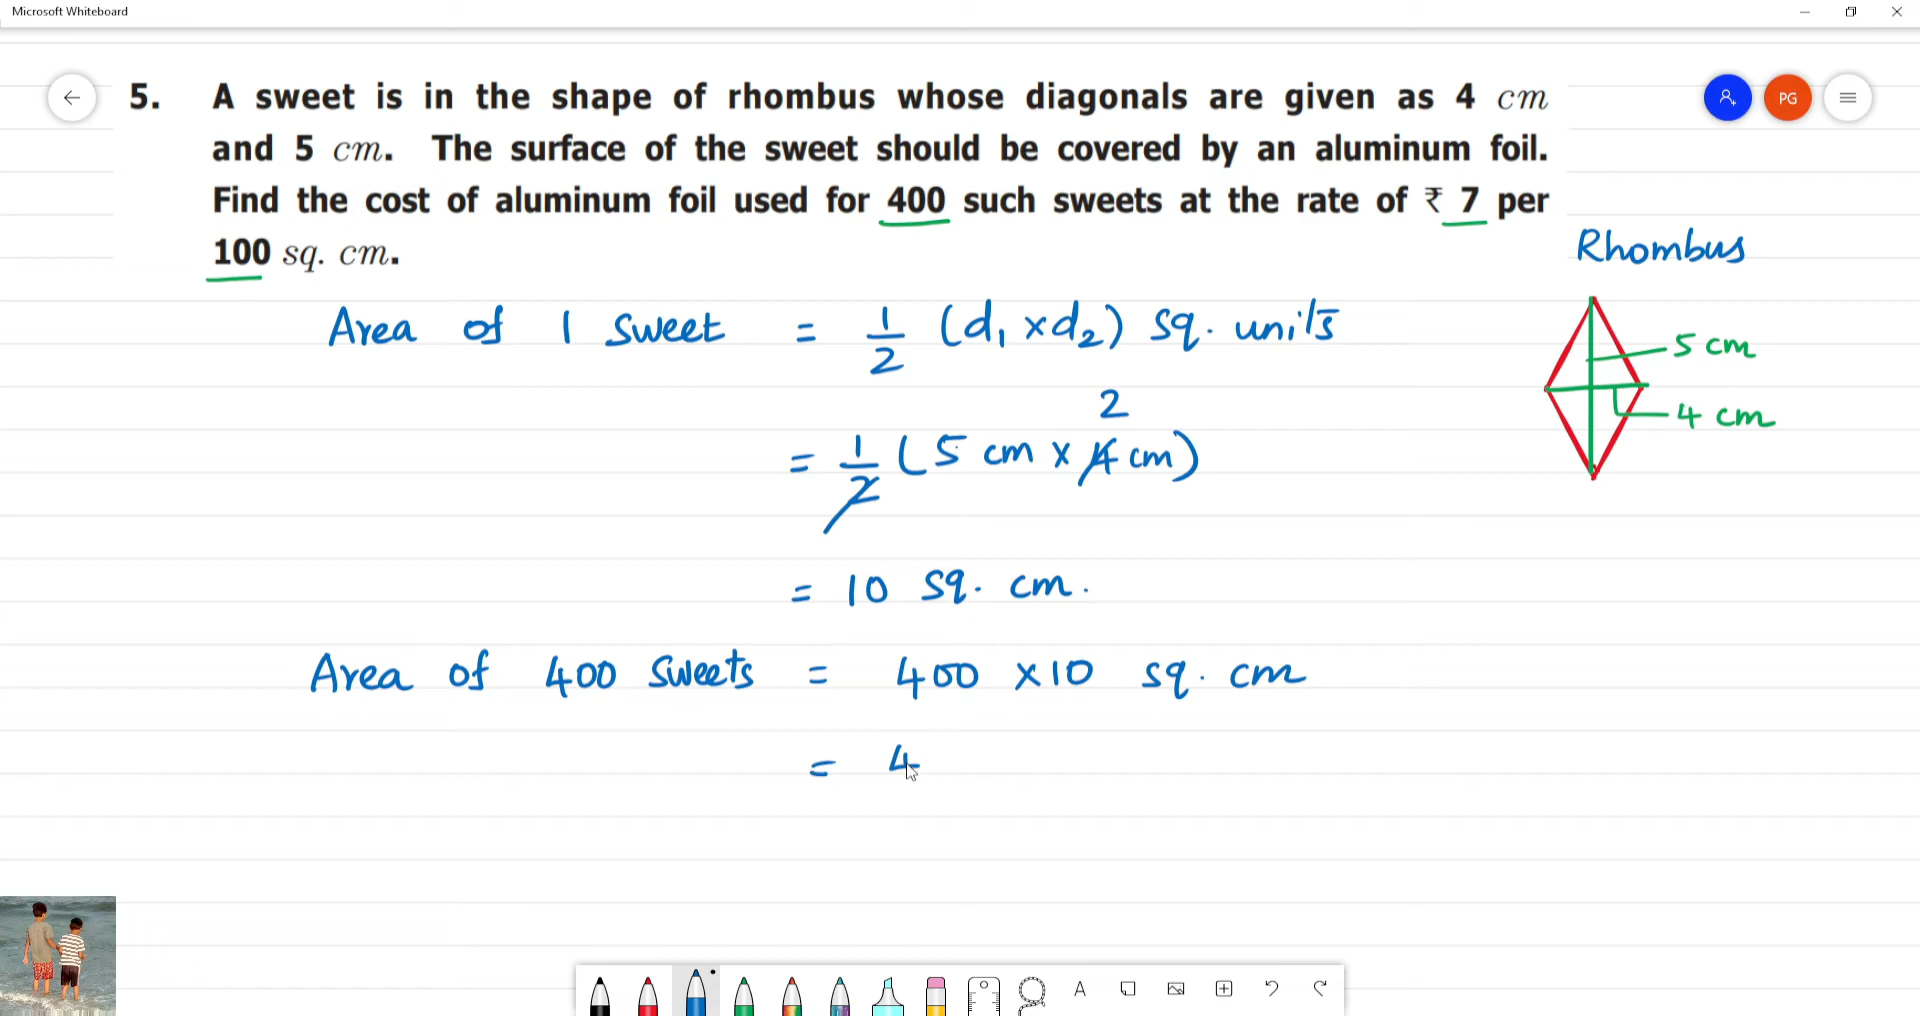 Microsoft Whiteboard
5. A sweet is in the shape of rhombus whose diagonals are given as 4 cm
and 5 cm. The surface of the sweet should be covered by an aluminum foil.
Find the cost of aluminum foil used for 400 such sweets at the rate of ₹ 7 per
100 sq. cm.
PG
Rhombus
5 cm
4 cm
Area of 1 sweet = 1/2 (d₁ × d₂) sq. units
2
= 1/2 (5 cm × 4 cm)
= 10 sq. cm.
Area of 400 sweets = 400 × 10 sq. cm
= 4
A